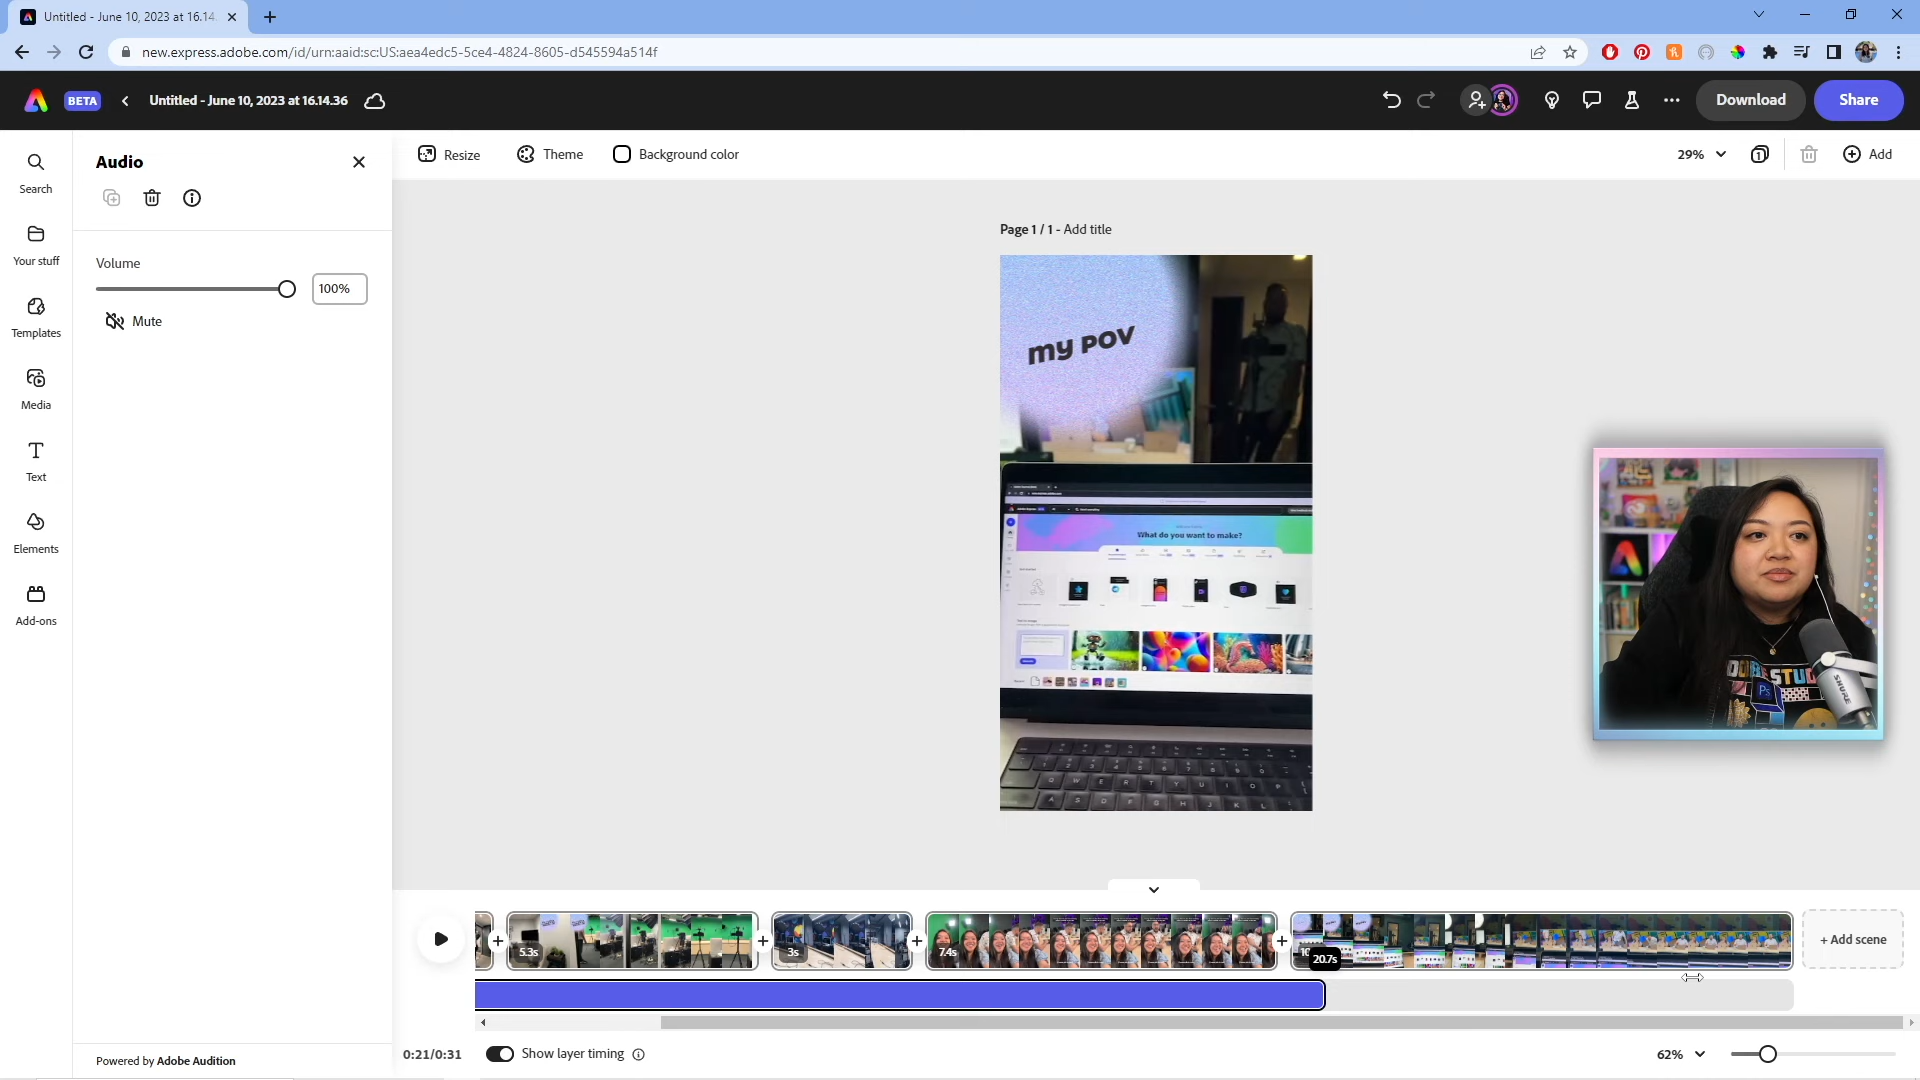 Untitled - June 10, 2023 at 16.14.
new.express.adobe.com/id/urn:aaid:sc:US:aea4edc5-5ce4-4824-8605-d545594a514f
BETA
Untitled - June 10, 2023 at 16.14.36
Download
Share
Search
Your stuff
Templates
Media
Text
Elements
Add-ons
Audio
Volume
100%
Mute
Powered by Adobe Audition
Resize
Theme
Background color
29%
1
Add
Page 1 / 1 - Add title
my POV
What do you want to make?
Ps
SHURE
5.3s
3s
7.4s
20.7s
+ Add scene
0:21/0:31
Show layer timing
62%